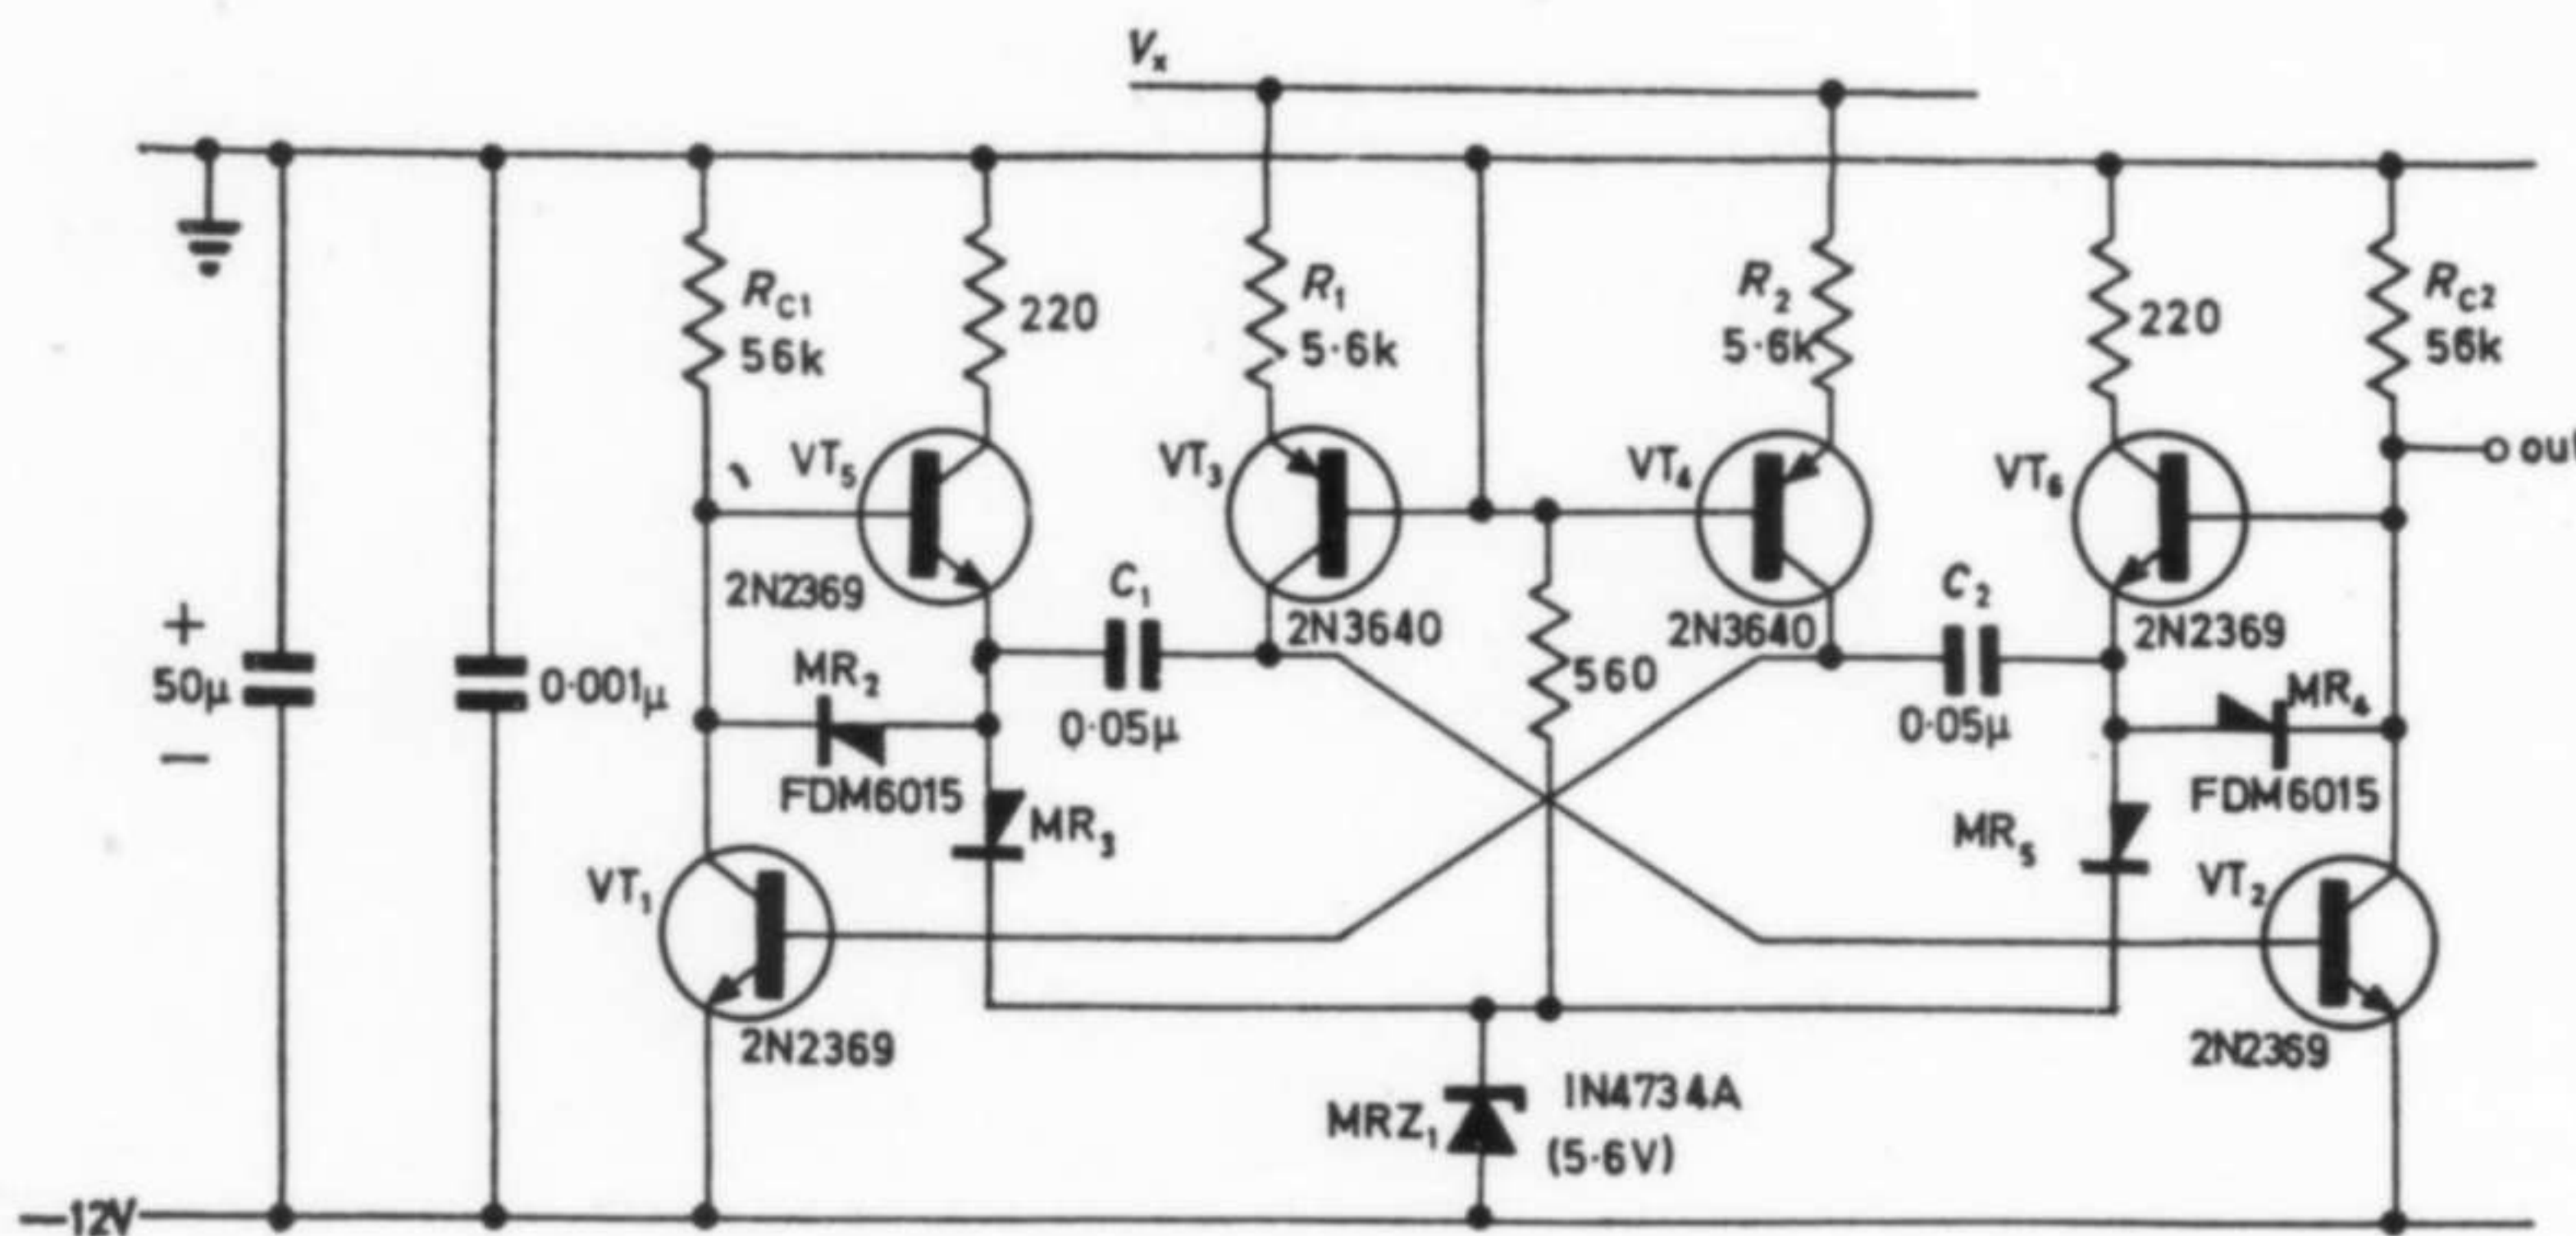 Vx
RC1
56k
220
R1
5·6k
R2
5·6k
220
RC2
56k
out
VT5
VT3
VT4
VT6
2N2369
C1
2N3640
2N3640
C2
2N2369
+
50μ
−
0·001μ
MR2
0·05μ
560
0·05μ
MR4
FDM6015
MR3
FDM6015
MR5
VT1
VT2
2N2369
2N2369
MRZ1
IN4734A
(5·6V)
−12V